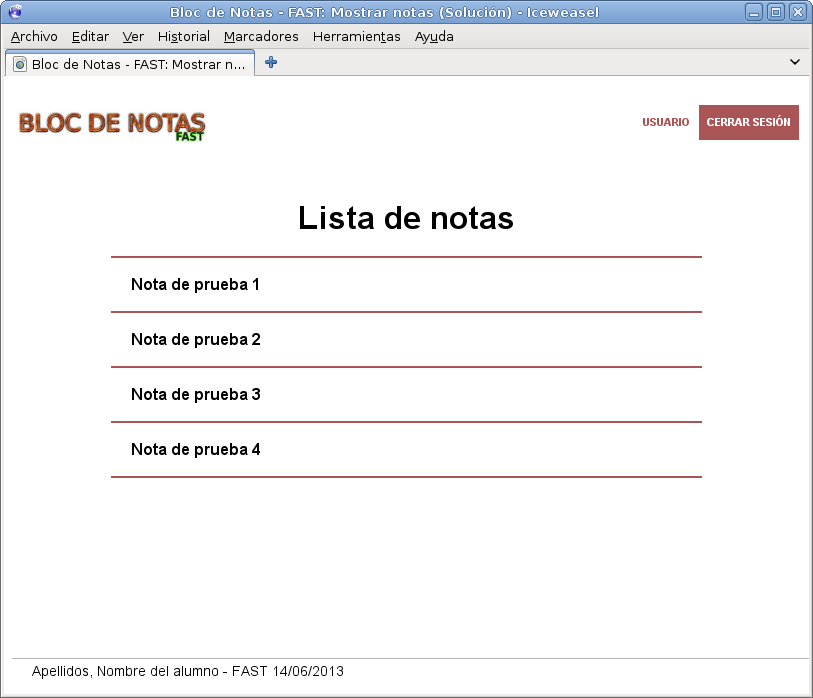 Bloc de Notas - FAST: Mostrar notas (Solución) - Iceweasel
Archivo Editar Ver Historial Marcadores Herramientas Ayuda
Bloc de Notas - FAST: Mostrar n...
BLOC DE NOTAS
FAST
USUARIO CERRAR SESIÓN
Lista de notas
Nota de prueba 1
Nota de prueba 2
Nota de prueba 3
Nota de prueba 4
Apellidos, Nombre del alumno - FAST 14/06/2013